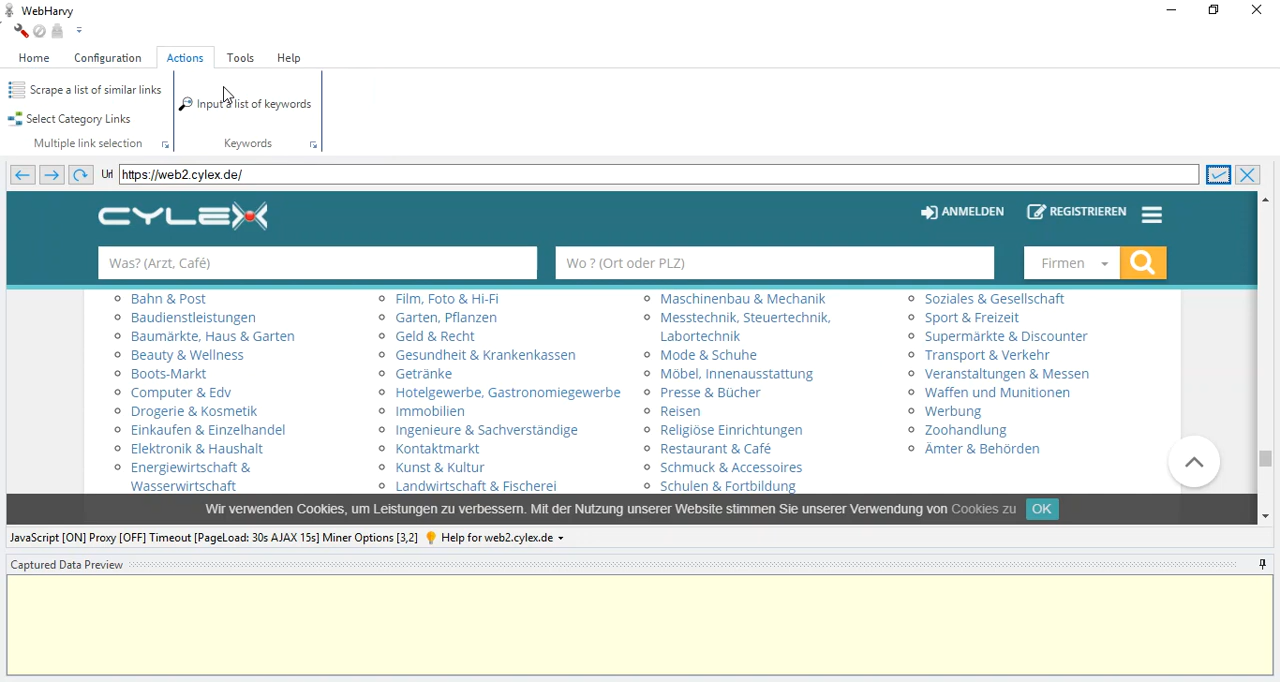 WebHarvy
Home Configuration Actions Tools Help
Scrape a list of similar links
Input a list of keywords
Select Category Links
Multiple link selection Keywords
Url https://web2.cylex.de/
CYLEX ANMELDEN REGISTRIEREN
Was? (Arzt, Café) Wo ? (Ort oder PLZ) Firmen
Bahn & Post Film, Foto & Hi-Fi Maschinenbau & Mechanik Soziales & Gesellschaft
Baudienstleistungen Garten, Pflanzen Messtechnik, Steuertechnik, Sport & Freizeit
Baumärkte, Haus & Garten Geld & Recht Labortechnik Supermärkte & Discounter
Beauty & Wellness Gesundheit & Krankenkassen Mode & Schuhe Transport & Verkehr
Boots-Markt Getränke Möbel, Innenausstattung Veranstaltungen & Messen
Computer & Edv Hotelgewerbe, Gastronomiegewerbe Presse & Bücher Waffen und Munitionen
Drogerie & Kosmetik Immobilien Reisen Werbung
Einkaufen & Einzelhandel Ingenieure & Sachverständige Religiöse Einrichtungen Zoohandlung
Elektronik & Haushalt Kontaktmarkt Restaurant & Café Ämter & Behörden
Energiewirtschaft & Kunst & Kultur Schmuck & Accessoires
Wasserwirtschaft Landwirtschaft & Fischerei Schulen & Fortbildung
Wir verwenden Cookies, um Leistungen zu verbessern. Mit der Nutzung unserer Website stimmen Sie unserer Verwendung von Cookies zu OK
JavaScript [ON] Proxy [OFF] Timeout [PageLoad: 30s AJAX 15s] Miner Options [3,2] Help for web2.cylex.de
Captured Data Preview